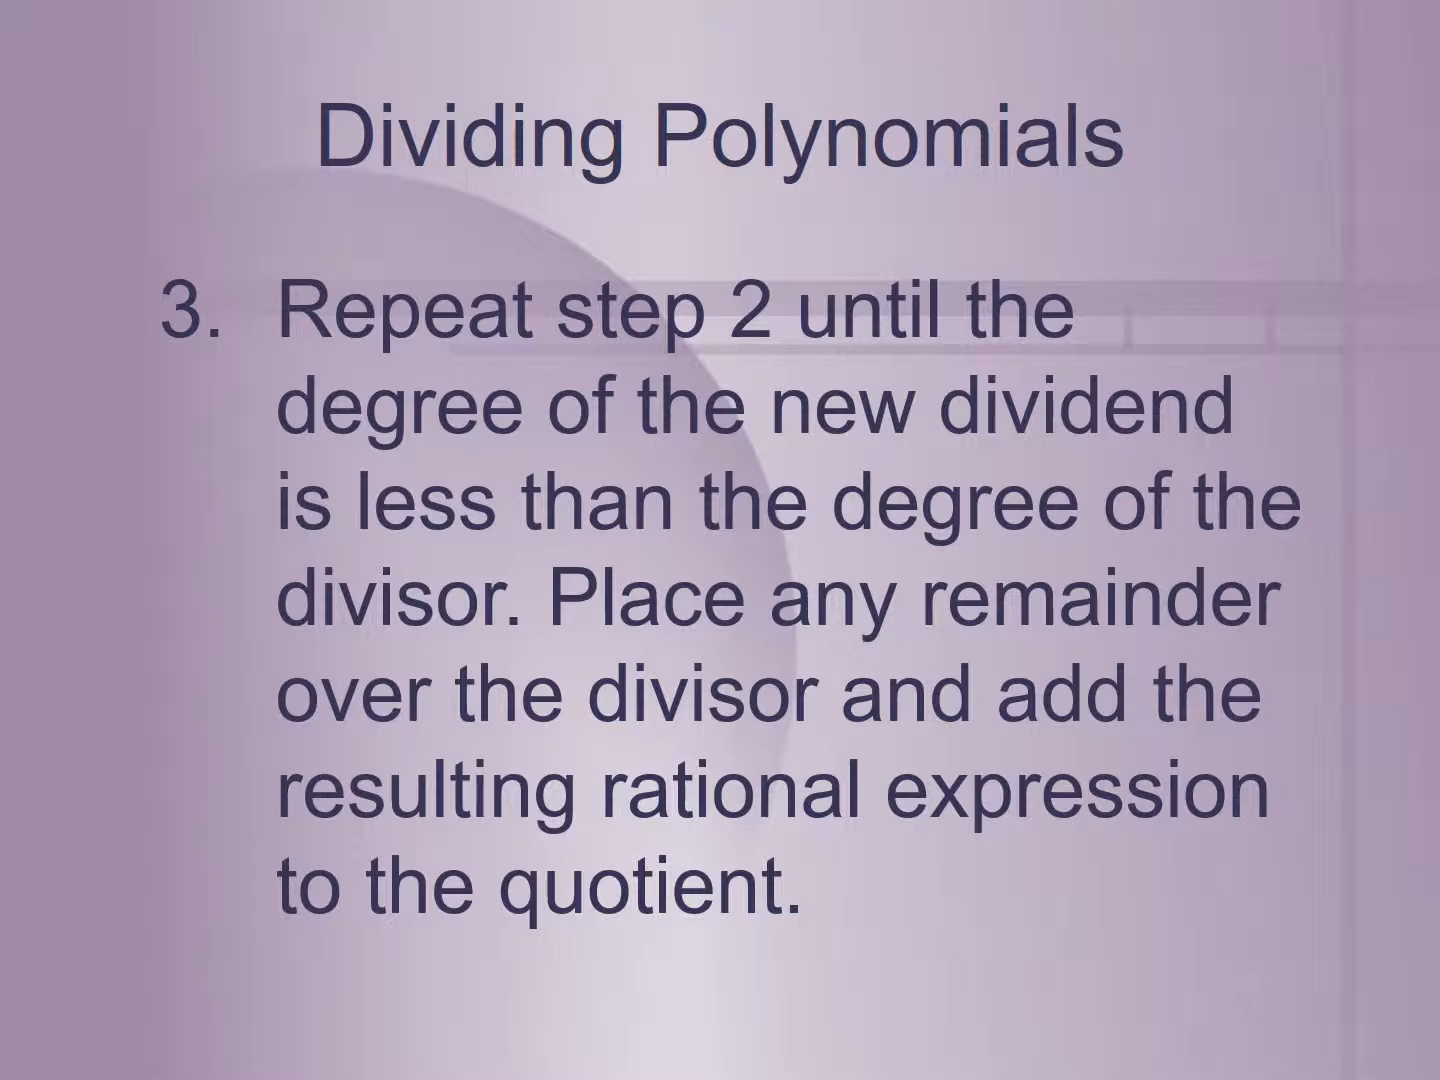 Dividing Polynomials
3. Repeat step 2 until the
degree of the new dividend
is less than the degree of the
divisor. Place any remainder
over the divisor and add the
resulting rational expression
to the quotient.